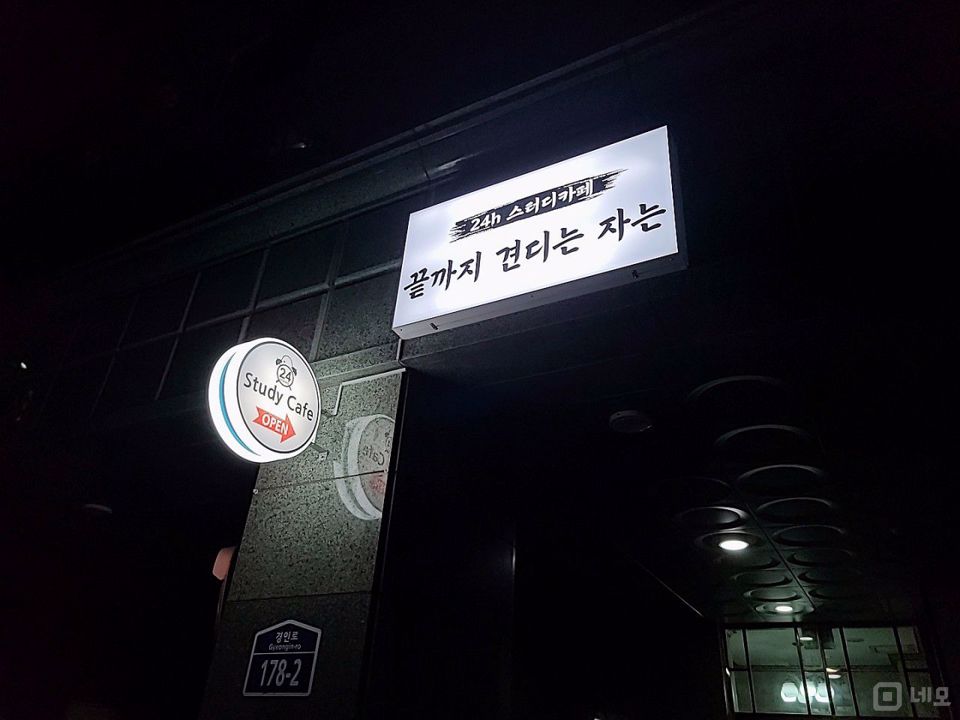 24h 스터디카페
끝까지 견디는 자는
24
Study Cafe
OPEN
경인로
Gyeongin-ro
178-2
네모